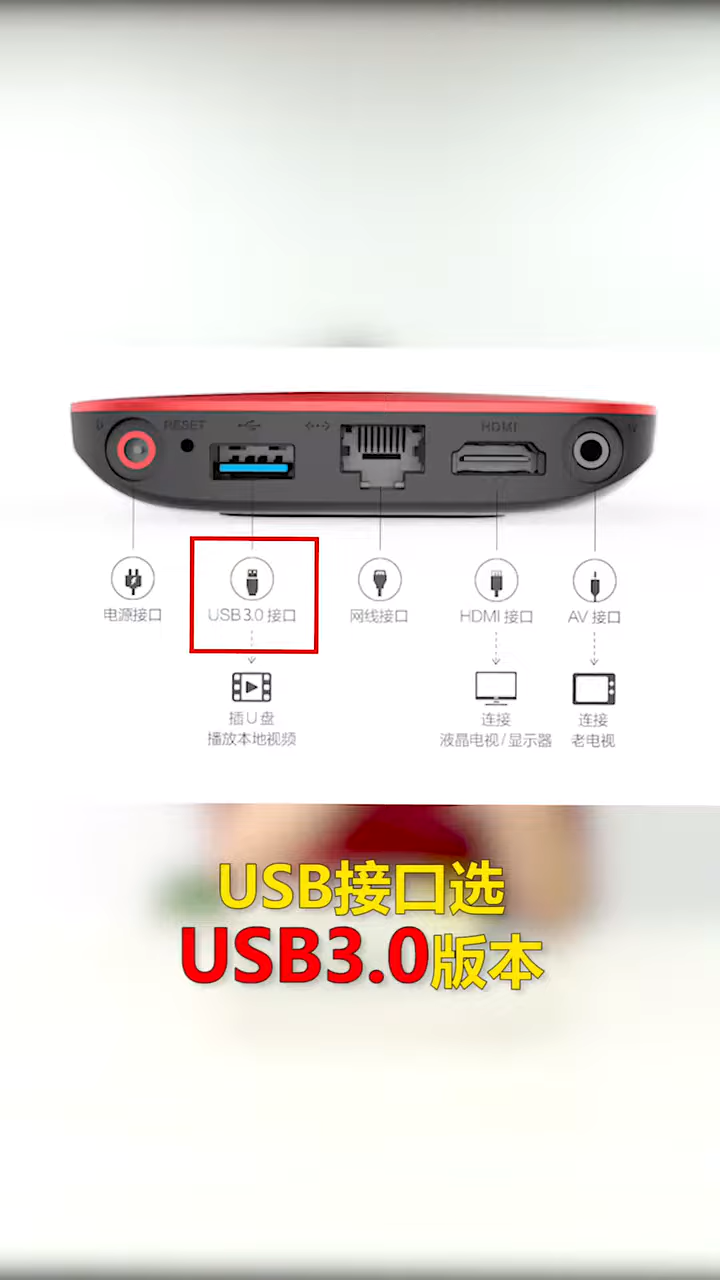 RESET
HDMI
电源接口
USB3.0 接口
网线接口
HDMI 接口
AV 接口
插U盘
播放本地视频
连接
液晶电视/显示器
连接
老电视
USB接口选
USB3.0版本